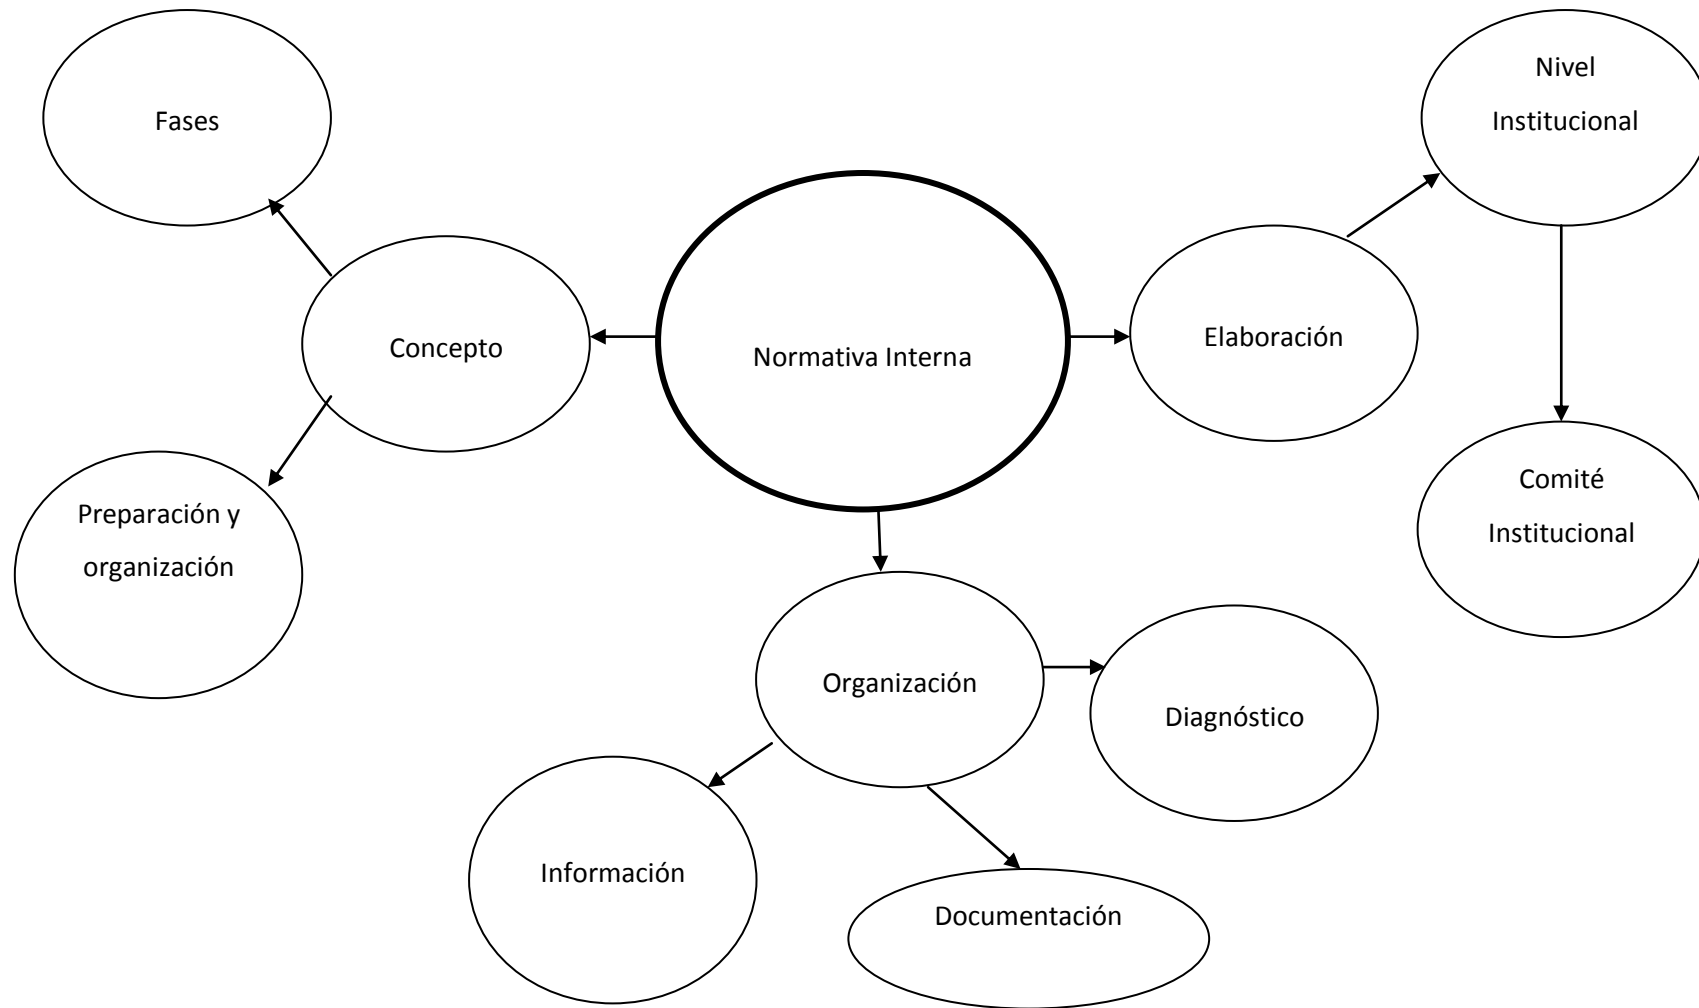 Fases
Nivel
Institucional
Concepto
Normativa Interna
Elaboración
Preparación y
organización
Comité
Institucional
Organización
Diagnóstico
Información
Documentación